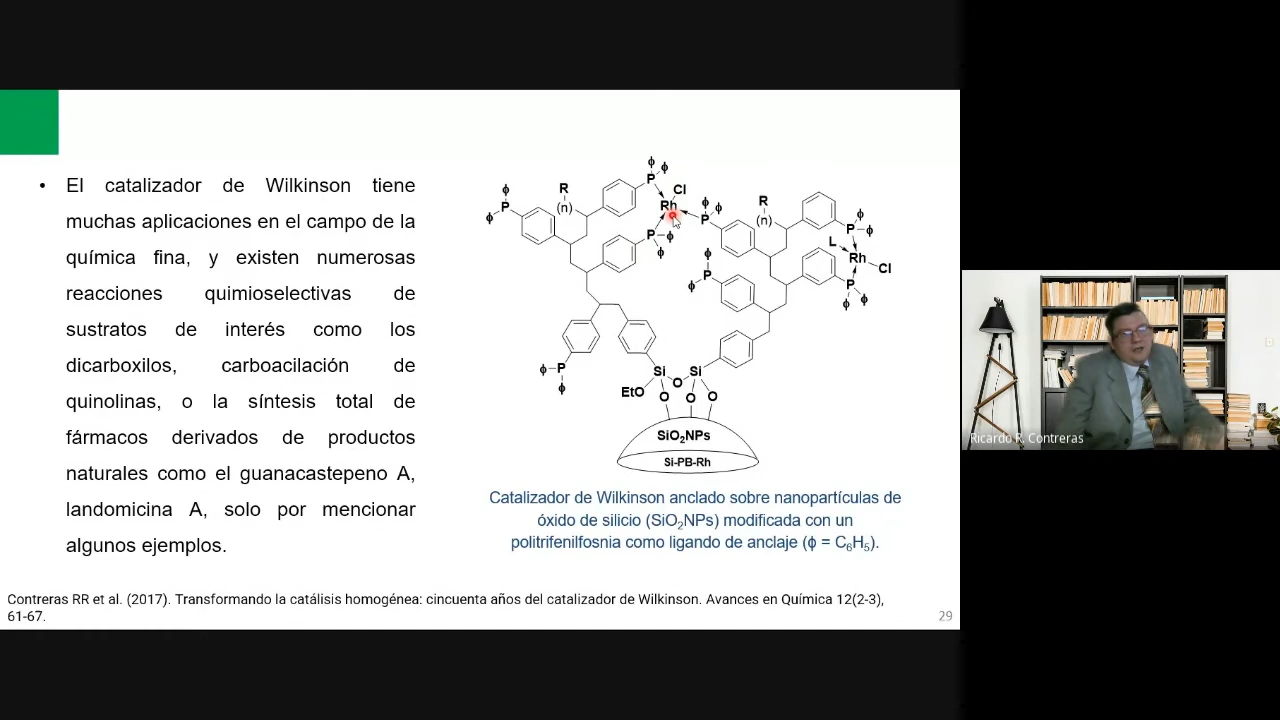 • El catalizador de Wilkinson tiene
muchas aplicaciones en el campo de la
química fina, y existen numerosas
reacciones quimioselectivas de
sustratos de interés como los
dicarboxilos, carboacilación de
quinolinas, o la síntesis total de
fármacos derivados de productos
naturales como el guanacastepeno A,
landomicina A, solo por mencionar
algunos ejemplos.
ϕ ϕ
P
Cl
Rh
ϕ
ϕ P
R
(n)
P ϕ
ϕ
ϕ ϕ
P
R
(n)
ϕ
P ϕ
L
Rh
Cl
P
ϕ ϕ
ϕ
P
ϕ
ϕ P
ϕ
Si O Si
EtO
O O O
SiO₂NPs
Si-PB-Rh
Catalizador de Wilkinson anclado sobre nanopartículas de
óxido de silicio (SiO₂NPs) modificada con un
politrifenilfosfnia como ligando de anclaje (ϕ = C₆H₅).
Contreras RR et al. (2017). Transformando la catálisis homogénea: cincuenta años del catalizador de Wilkinson. Avances en Química 12(2-3),
61-67.
29
Ricardo R. Contreras